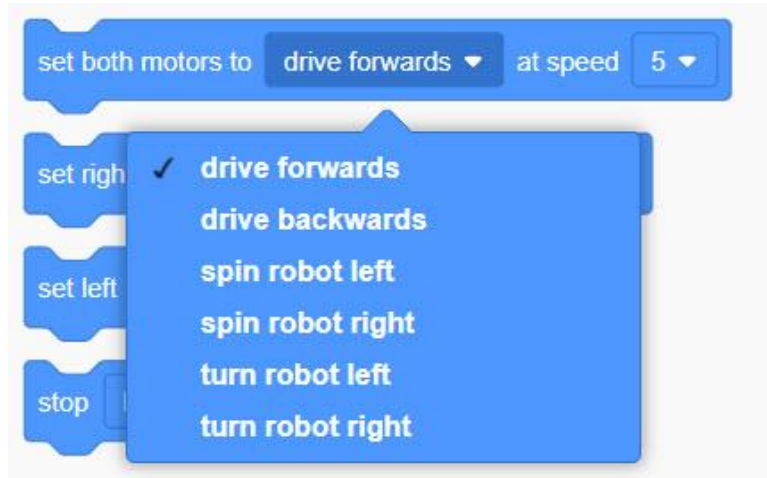 set both motors to drive forwards at speed 5
set righ
drive forwards
drive backwards
set left
spin robot left
spin robot right
turn robot left
stop
turn robot right